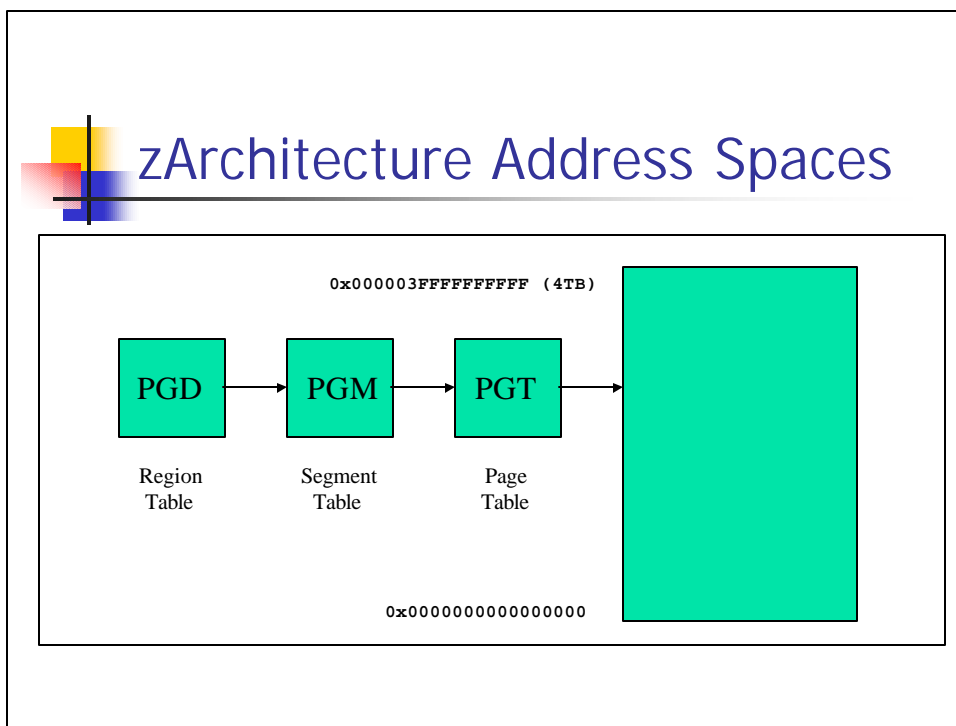 zArchitecture Address Spaces
0x000003FFFFFFFFFF (4TB)
PGD
PGM
PGT
Region
Table
Segment
Table
Page
Table
0x0000000000000000